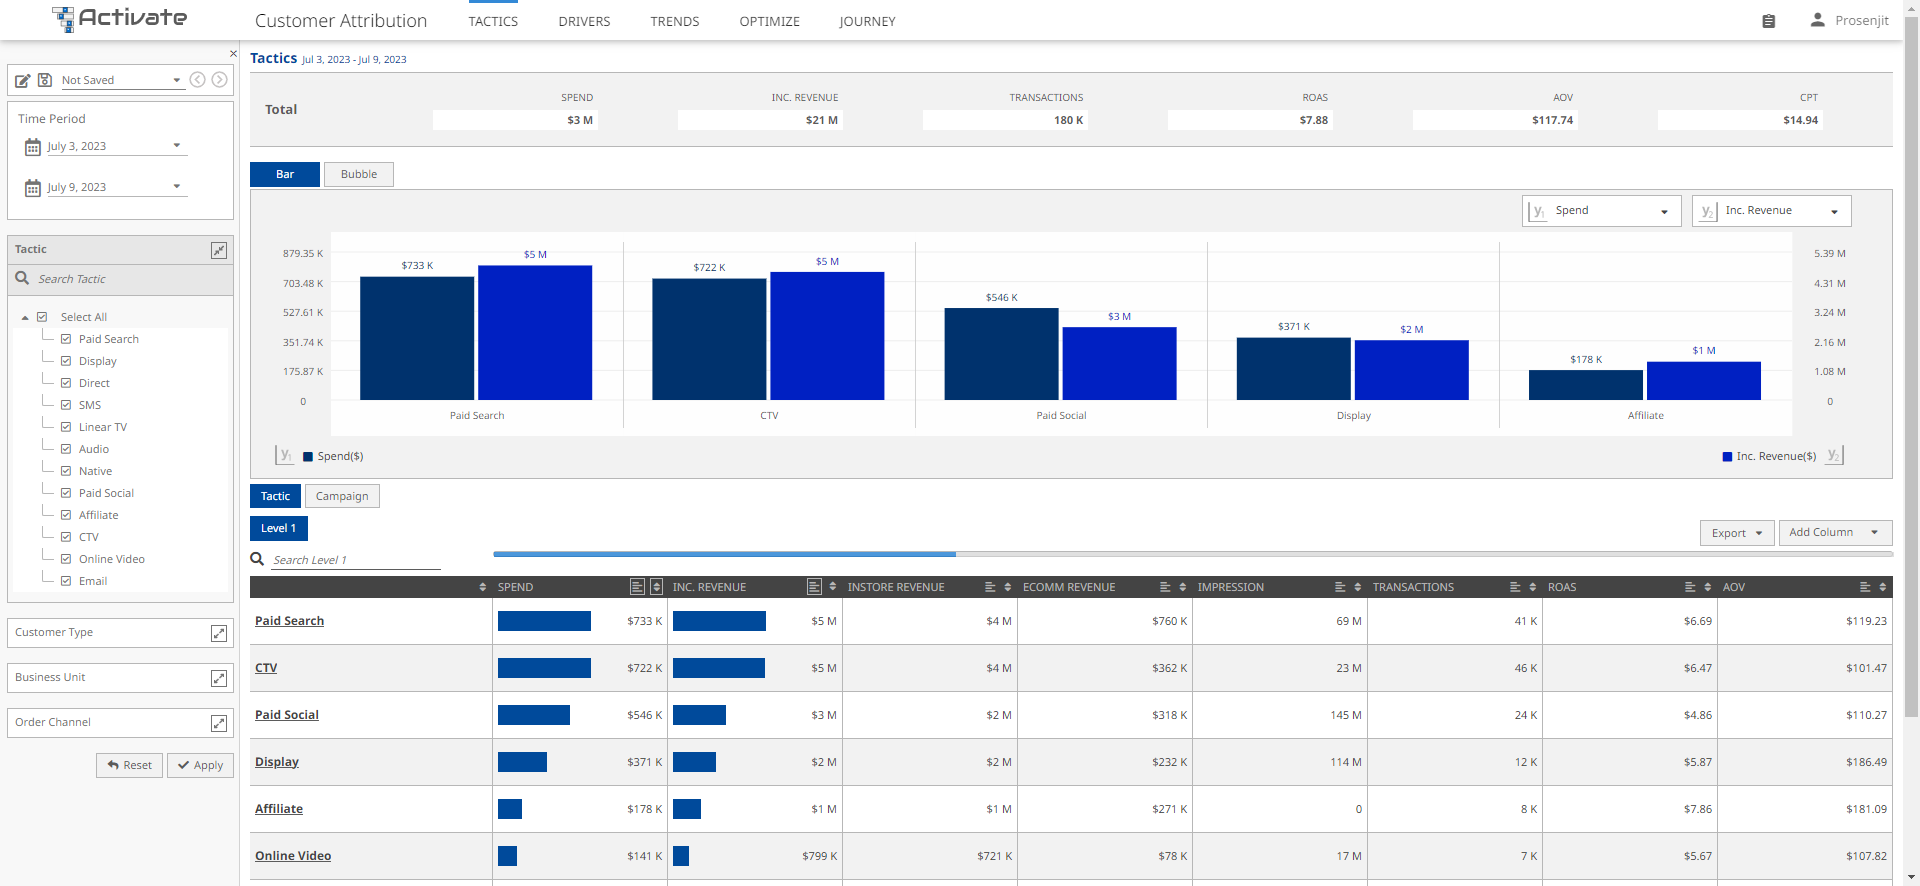 Activate
Customer Attribution TACTICS DRIVERS TRENDS OPTIMIZE JOURNEY Prosenjit
×
Not Saved
Time Period
July 3, 2023
July 9, 2023
Tactic
Search Tactic
Select All
Paid Search
Display
Direct
SMS
Linear TV
Audio
Native
Paid Social
Affiliate
CTV
Online Video
Email
Customer Type
Business Unit
Order Channel
Reset Apply
Tactics Jul 3, 2023 - Jul 9, 2023
SPEND INC. REVENUE TRANSACTIONS ROAS AOV CPT
Total $3 M $21 M 180 K $7.88 $117.74 $14.94
Bar Bubble
y1 Spend y2 Inc. Revenue
879.35 K 5.39 M
703.48 K 4.31 M
527.61 K 3.24 M
351.74 K 2.16 M
175.87 K 1.08 M
0 0
$733 K $5 M $722 K $5 M $546 K $3 M $371 K $2 M $178 K $1 M
Paid Search CTV Paid Social Display Affiliate
y1 Spend($) Inc. Revenue($) y2
Tactic Campaign
Level 1
Export Add Column
Search Level 1
SPEND INC. REVENUE INSTORE REVENUE ECOMM REVENUE IMPRESSION TRANSACTIONS ROAS AOV
Paid Search $733 K $5 M $4 M $760 K 69 M 41 K $6.69 $119.23
CTV $722 K $5 M $4 M $362 K 23 M 46 K $6.47 $101.47
Paid Social $546 K $3 M $2 M $318 K 145 M 24 K $4.86 $110.27
Display $371 K $2 M $2 M $232 K 114 M 12 K $5.87 $186.49
Affiliate $178 K $1 M $1 M $271 K 0 8 K $7.86 $181.09
Online Video $141 K $799 K $721 K $78 K 17 M 7 K $5.67 $107.82